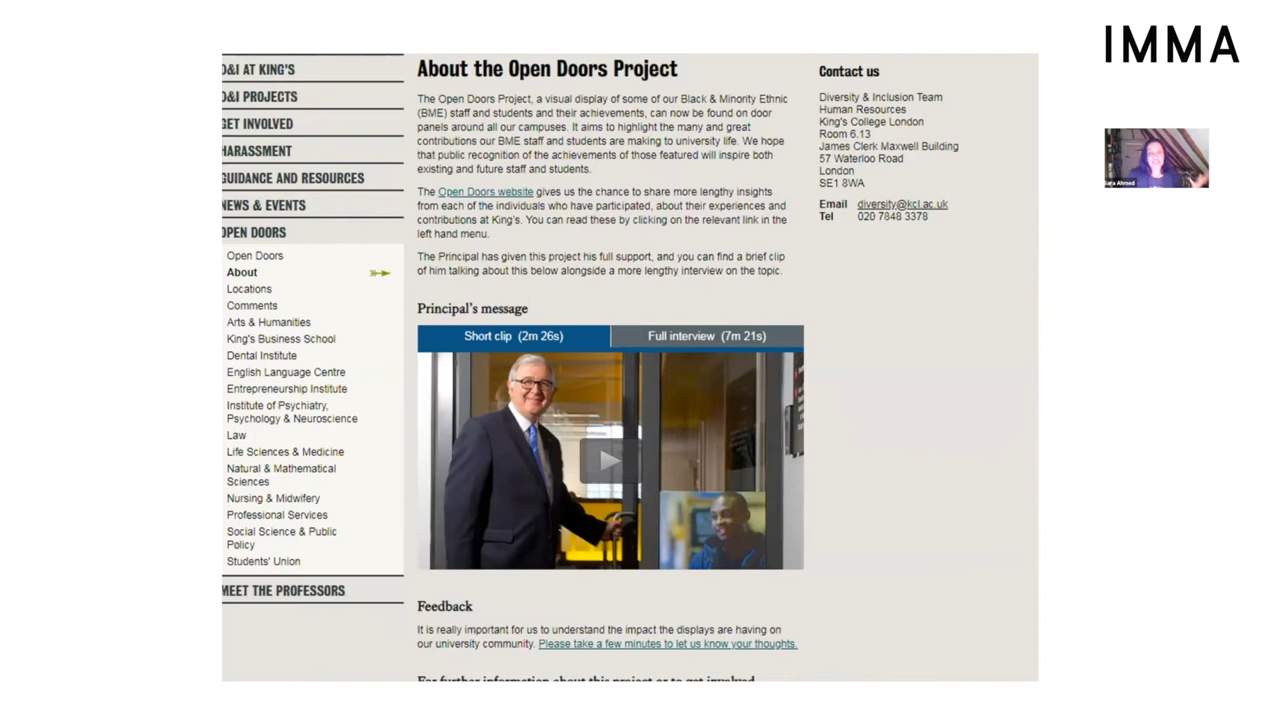 IMMA
D&I AT KING'S
D&I PROJECTS
GET INVOLVED
HARASSMENT
GUIDANCE AND RESOURCES
NEWS & EVENTS
OPEN DOORS
Open Doors
About
Locations
Comments
Arts & Humanities
King's Business School
Dental Institute
English Language Centre
Entrepreneurship Institute
Institute of Psychiatry,
Psychology & Neuroscience
Law
Life Sciences & Medicine
Natural & Mathematical
Sciences
Nursing & Midwifery
Professional Services
Social Science & Public
Policy
Students' Union
MEET THE PROFESSORS
About the Open Doors Project
The Open Doors Project, a visual display of some of our Black & Minority Ethnic
(BME) staff and students and their achievements, can now be found on door
panels around all our campuses. It aims to highlight the many and great
contributions our BME staff and students are making to university life. We hope
that public recognition of the achievements of those featured will inspire both
existing and future staff and students.
The Open Doors website gives us the chance to share more lengthy insights
from each of the individuals who have participated, about their experiences and
contributions at King's. You can read these by clicking on the relevant link in the
left hand menu.
The Principal has given this project his full support, and you can find a brief clip
of him talking about this below alongside a more lengthy interview on the topic.
Principal's message
Short clip (2m 26s)
Full interview (7m 21s)
Feedback
It is really important for us to understand the impact the displays are having on
our university community. Please take a few minutes to let us know your thoughts.
For further information about this project or to get involved
Contact us
Diversity & Inclusion Team
Human Resources
King's College London
Room 6.13
James Clerk Maxwell Building
57 Waterloo Road
London
SE1 8WA
Email diversity@kcl.ac.uk
Tel 020 7848 3378
Sara Ahmed